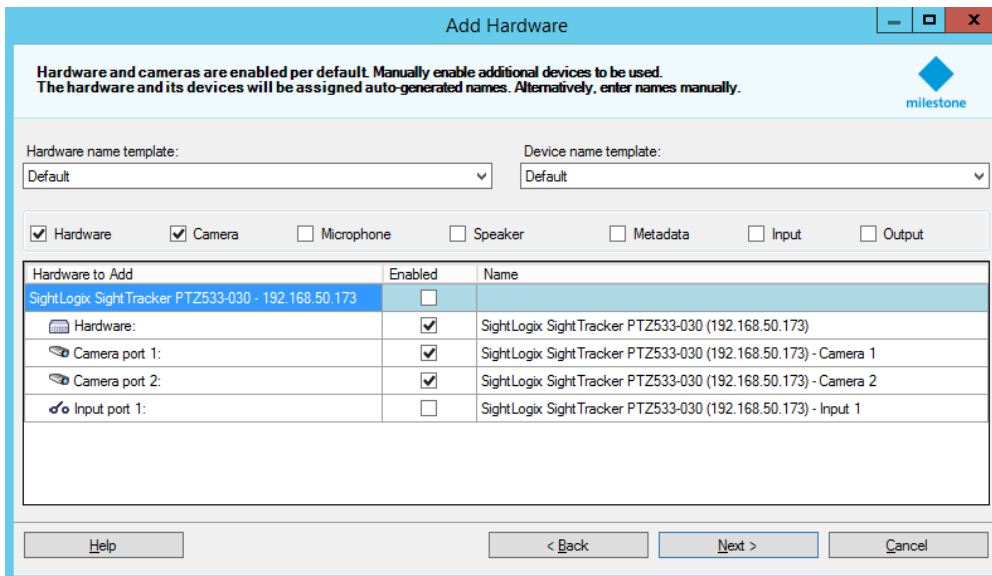 Add Hardware
Hardware and cameras are enabled per default. Manually enable additional devices to be used.
The hardware and its devices will be assigned auto-generated names. Alternatively, enter names manually.
milestone
Hardware name template:
Device name template:
Default
Default
Hardware Camera Microphone Speaker Metadata Input Output
Hardware to Add Enabled Name
SightLogix SightTracker PTZ533-030 - 192.168.50.173
Hardware: SightLogix SightTracker PTZ533-030 (192.168.50.173)
Camera port 1: SightLogix SightTracker PTZ533-030 (192.168.50.173) - Camera 1
Camera port 2: SightLogix SightTracker PTZ533-030 (192.168.50.173) - Camera 2
Input port 1: SightLogix SightTracker PTZ533-030 (192.168.50.173) - Input 1
Help < Back Next > Cancel